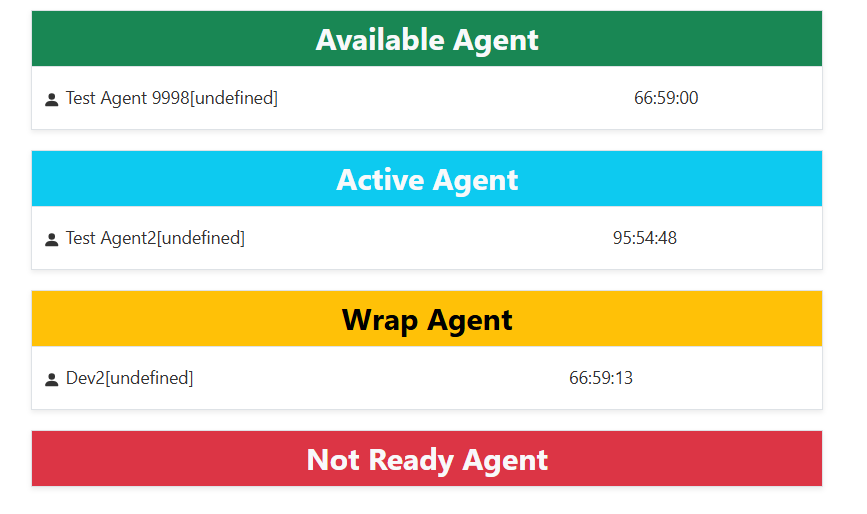 Available Agent
Test Agent 9998[undefined] 66:59:00
Active Agent
Test Agent2[undefined] 95:54:48
Wrap Agent
Dev2[undefined] 66:59:13
Not Ready Agent